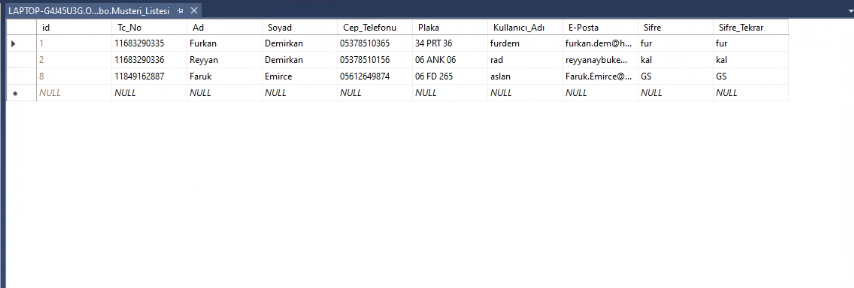 LAPTOP-G4J45U3G.O...bo.Musteri_Listesi
id Tc_No Ad Soyad Cep_Telefonu Plaka Kullanıcı_Adı E-Posta Sifre Sifre_Tekrar
1 11683290335 Furkan Demirkan 05378510365 34 PRT 36 furdem furkan.dem@h... fur fur
2 11683290336 Reyyan Demirkan 05378510156 06 ANK 06 rad reyyanaybuke... kal kal
8 11849162887 Faruk Emirce 05612649874 06 FD 265 aslan Faruk.Emirce@... GS GS
NULL NULL NULL NULL NULL NULL NULL NULL NULL NULL